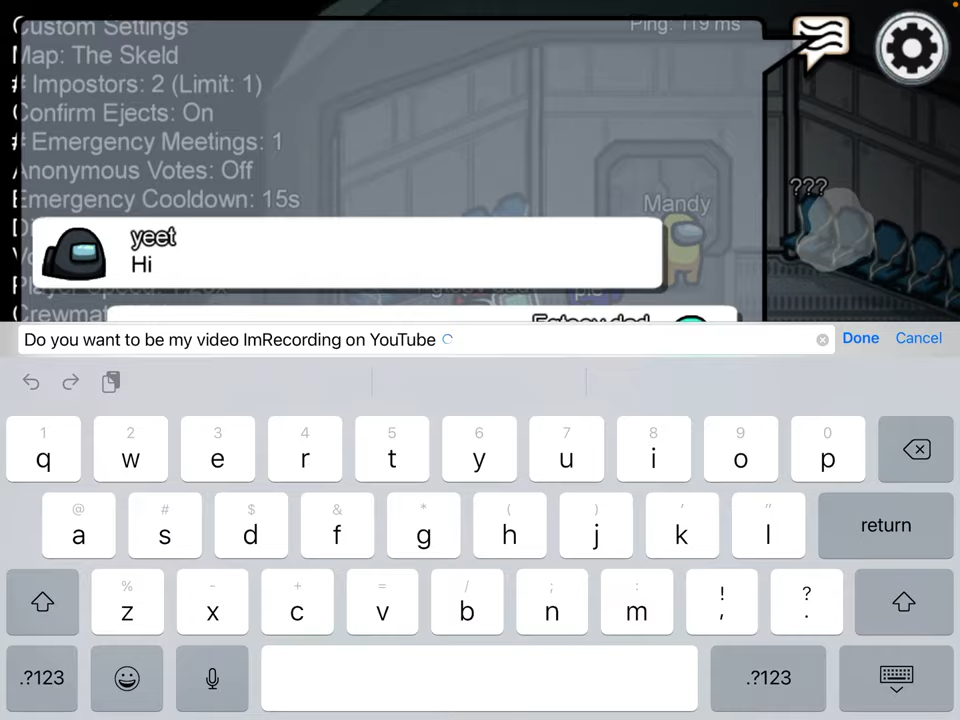 Custom Settings
Ping: 119 ms
Map: The Skeld
# Impostors: 2 (Limit: 1)
Confirm Ejects: On
# Emergency Meetings: 1
Anonymous Votes: Off
Emergency Cooldown: 15s
???
Mandy
yeet
Hi
Do you want to be my video ImRecording on YouTube
Done
Cancel
1 2 3 4 5 6 7 8 9 0
q w e r t y u i o p
@ # $ & * ( ) ' "
a s d f g h j k l
return
% - + = / ; : ! ?
z x c v b n m , .
.?123
.?123